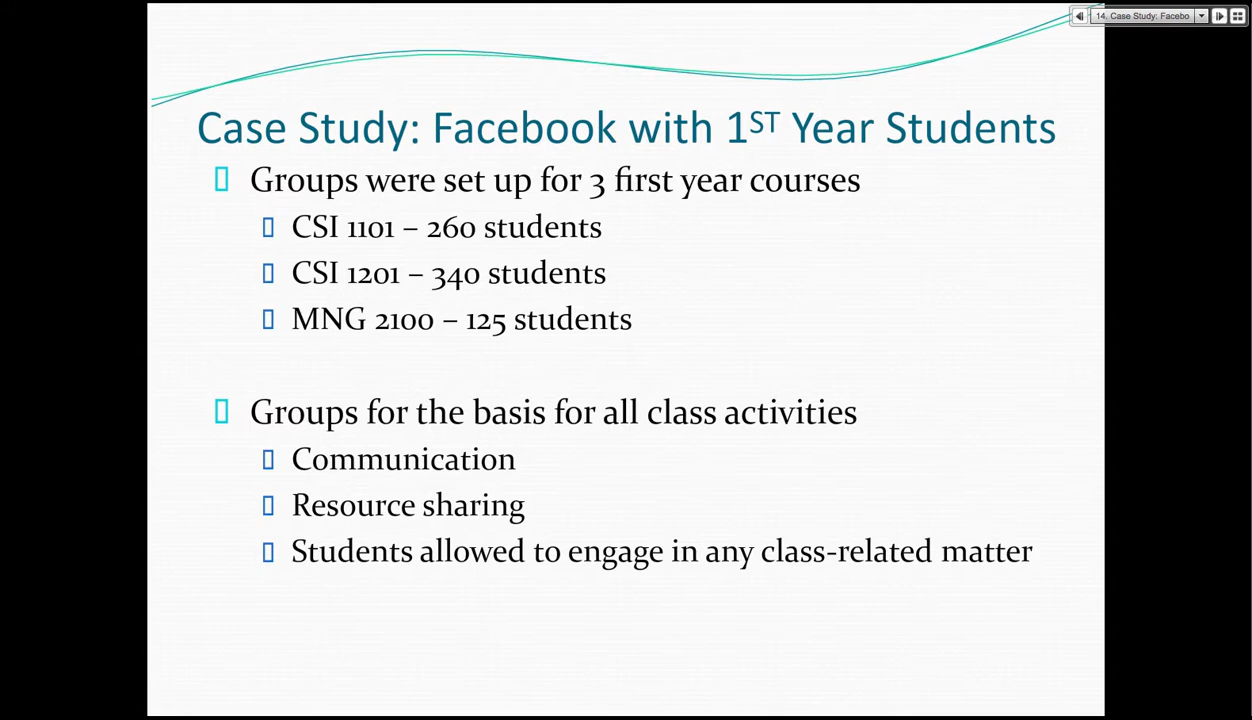 14. Case Study: Facebo
Case Study: Facebook with 1ST Year Students
Groups were set up for 3 first year courses
CSI 1101 – 260 students
CSI 1201 – 340 students
MNG 2100 – 125 students
Groups for the basis for all class activities
Communication
Resource sharing
Students allowed to engage in any class-related matter